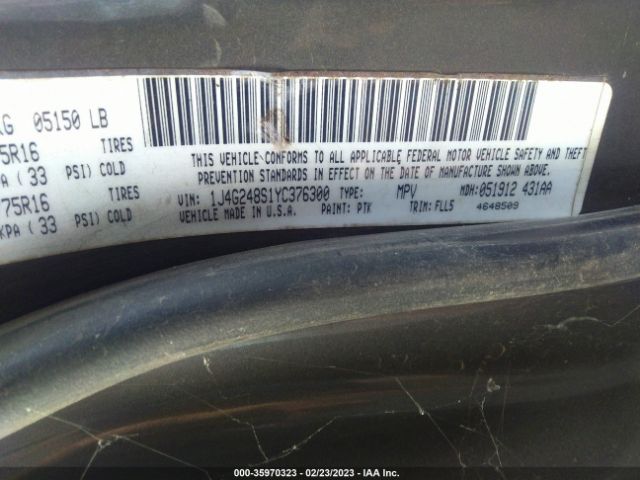 KG 05150 LB
75R16 TIRES
PA (33 PSI) COLD
75R16 TIRES
KPA (33 PSI) COLD
THIS VEHICLE CONFORMS TO ALL APPLICABLE FEDERAL MOTOR VEHICLE SAFETY AND THEFT
PREVENTION STANDARDS IN EFFECT ON THE DATE OF MANUFACTURE SHOWN ABOVE.
VIN: 1J4G248S1YC376300 TYPE: MPV MDH:051912 431AA
VEHICLE MADE IN U.S.A. PAINT: PTK TRIM: FLL5 4648509
000-35970323 - 02/23/2023 - IAA Inc.